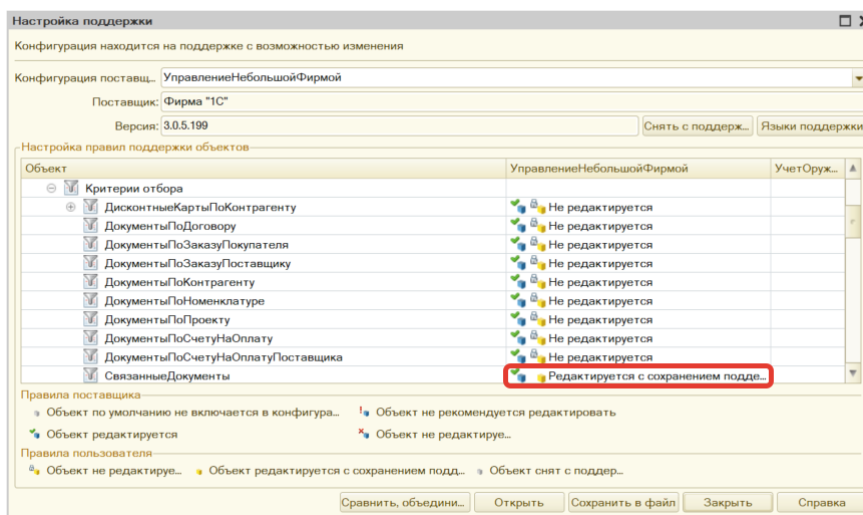 Настройка поддержки
Конфигурация находится на поддержке с возможностью изменения
Конфигурация поставщ... УправлениеНебольшойФирмой
Поставщик: Фирма "1С"
Версия: 3.0.5.199 Снять с поддерж... Языки поддержки
Настройка правил поддержки объектов
Объект УправлениеНебольшойФирмой УчетОруж...
Критерии отбора
ДисконтныеКартыПоКонтрагенту Не редактируется
ДокументыПоДоговору Не редактируется
ДокументыПоЗаказуПокупателя Не редактируется
ДокументыПоЗаказуПоставщику Не редактируется
ДокументыПоКонтрагенту Не редактируется
ДокументыПоНоменклатуре Не редактируется
ДокументыПоПроекту Не редактируется
ДокументыПоСчетуНаОплату Не редактируется
ДокументыПоСчетуНаОплатуПоставщика Не редактируется
СвязанныеДокументы Редактируется с сохранением подде...
Правила поставщика
Объект по умолчанию не включается в конфигура... Объект не рекомендуется редактировать
Объект редактируется Объект не редактируе...
Правила пользователя
Объект не редактируе... Объект редактируется с сохранением подд... Объект снят с поддер...
Сравнить, объедини... Открыть Сохранить в файл Закрыть Справка